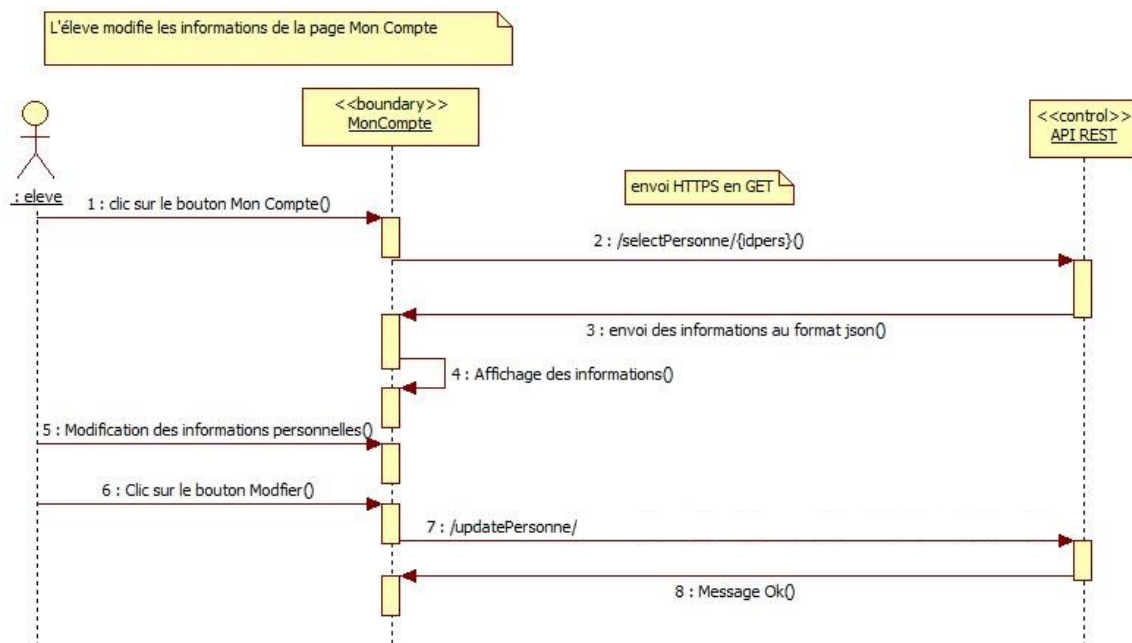 L'éleve modifie les informations de la page Mon Compte
<<boundary>>
MonCompte
<<control>>
API REST
: eleve
envoi HTTPS en GET
1 : clic sur le bouton Mon Compte()
2 : /selectPersonne/{idpers}()
3 : envoi des informations au format json()
4 : Affichage des informations()
5 : Modification des informations personnelles()
6 : Clic sur le bouton Modfier()
7 : /updatePersonne/
8 : Message Ok()